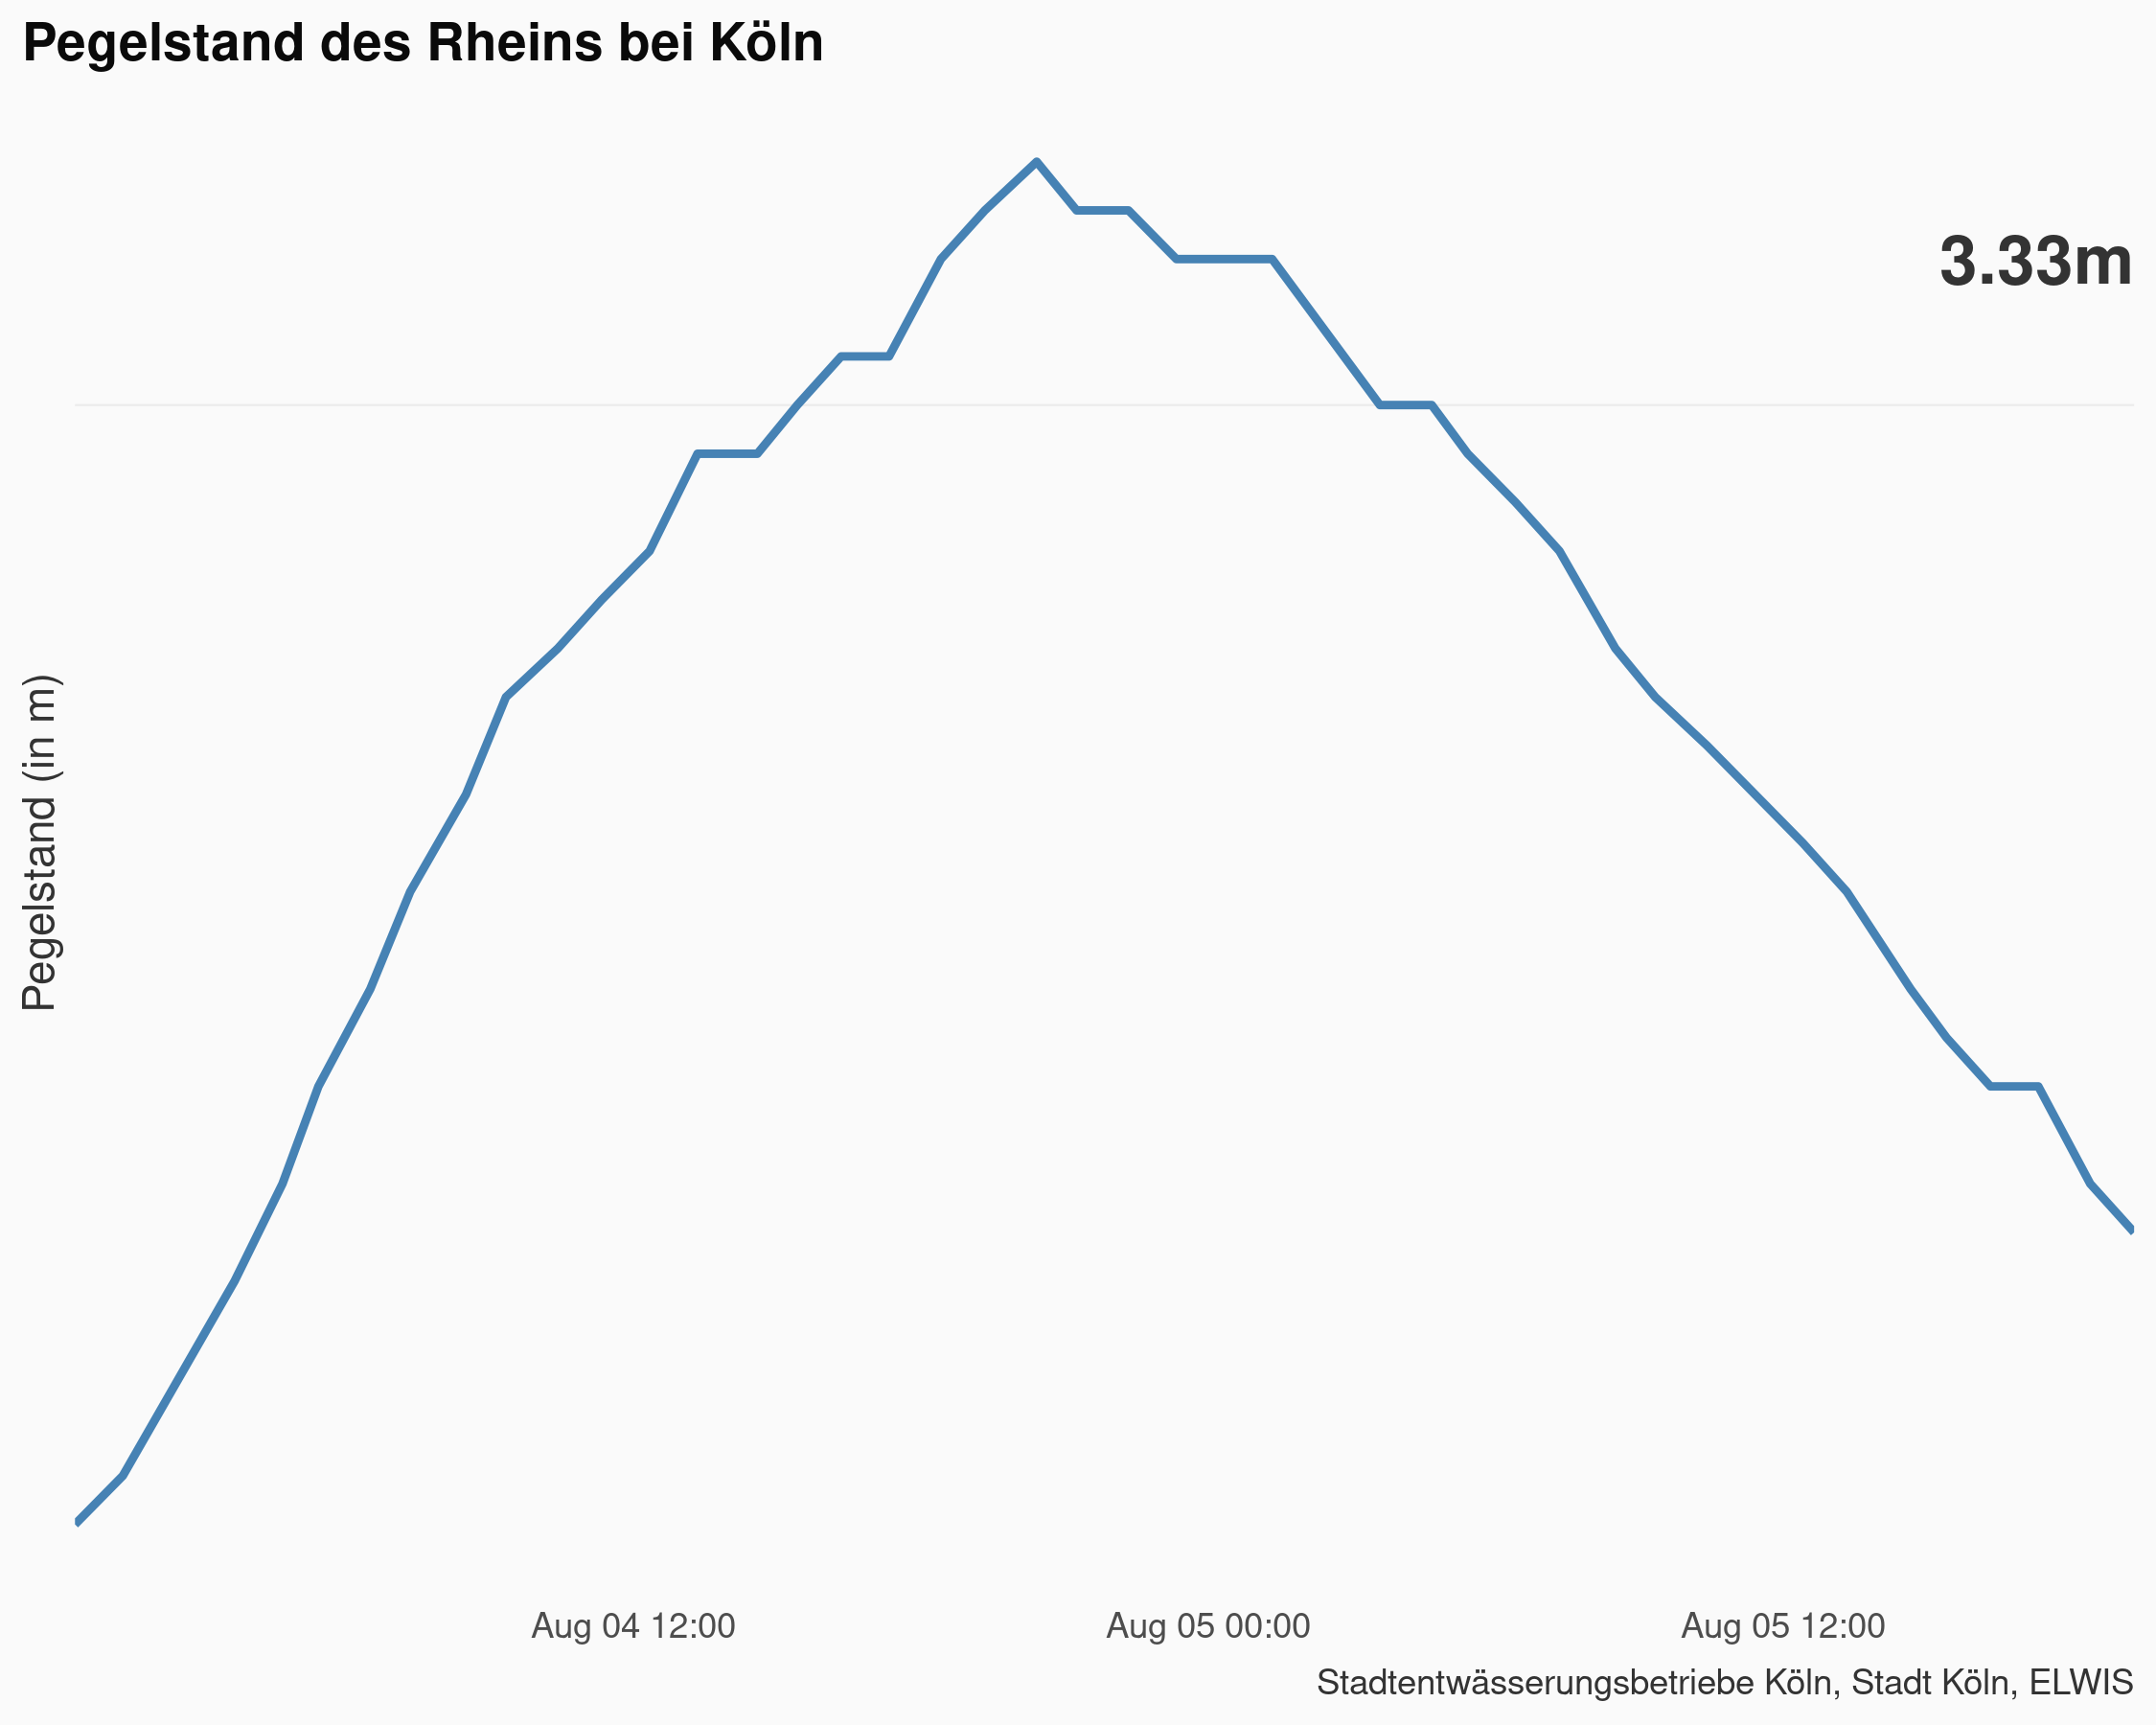 Pegelstand des Rheins bei Köln
3.33m
Pegelstand (in m)
Aug 04 12:00
Aug 05 00:00
Aug 05 12:00
Stadtentwässerungsbetriebe Köln, Stadt Köln, ELWIS